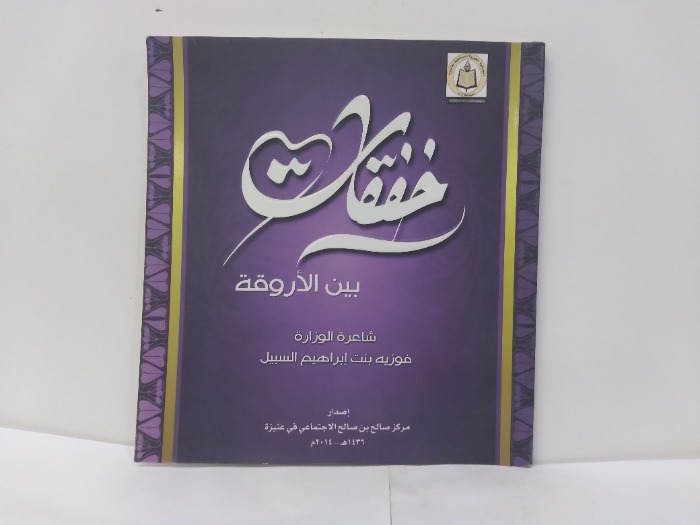 خفقات
بين الأروقة
شاعرة الوزارة
فوزيه بنت إبراهيم السبيل
إصدار
مركز صالح بن صالح الاجتماعي في عنيزة
١٤٣٦هـ - ٢٠١٤م